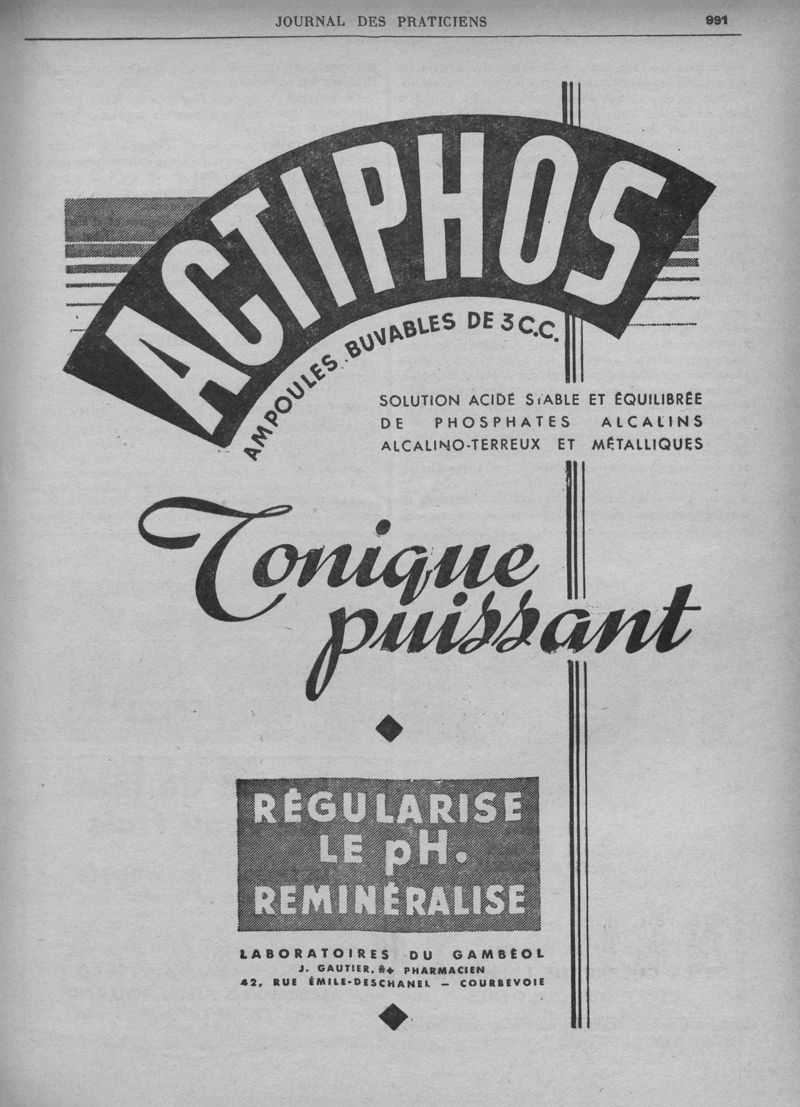 JOURNAL DES PRATICIENS 991
ACTIPHOS
AMPOULES BUVABLES DE 3 C.C.
SOLUTION ACIDE STABLE ET ÉQUILIBRÉE
DE PHOSPHATES ALCALINS
ALCALINO-TERREUX ET MÉTALLIQUES
Tonique
puissant
RÉGULARISE
LE pH.
REMINÉRALISE
LABORATOIRES DU GAMBÉOL
J. GAUTIER, PHARMACIEN
42, RUE ÉMILE-DESCHANEL — COURBEVOIE